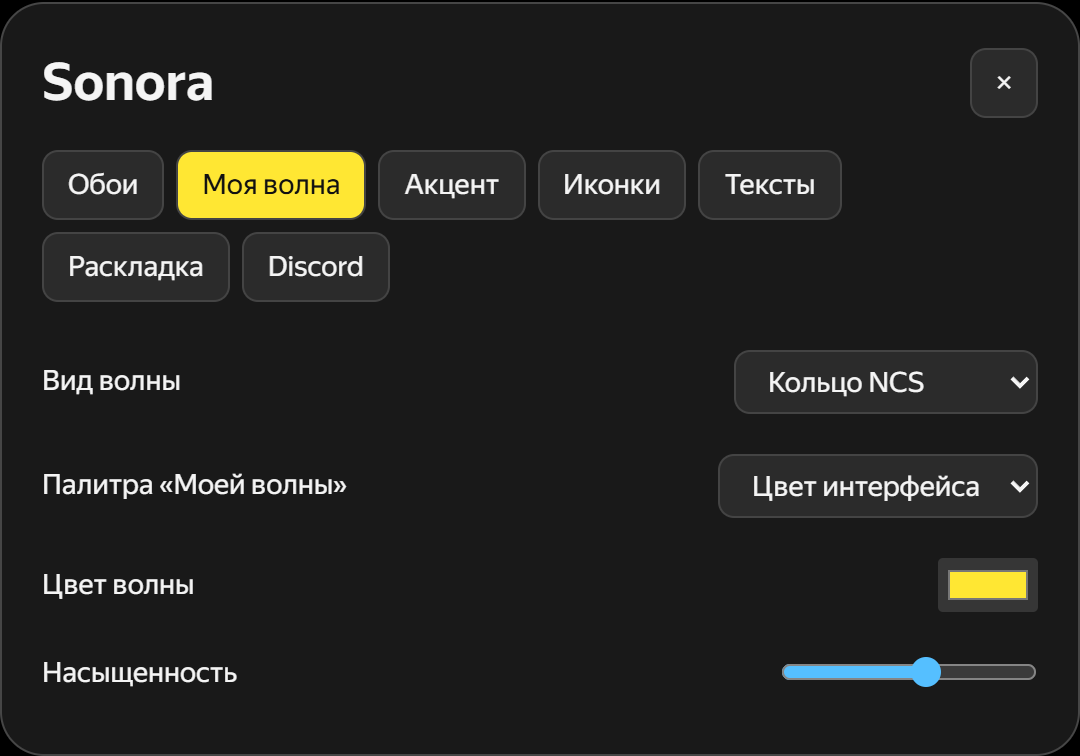 Sonora
×
Обои Моя волна Акцент Иконки Тексты
Раскладка Discord
Вид волны Кольцо NCS
Палитра «Моей волны» Цвет интерфейса
Цвет волны
Насыщенность